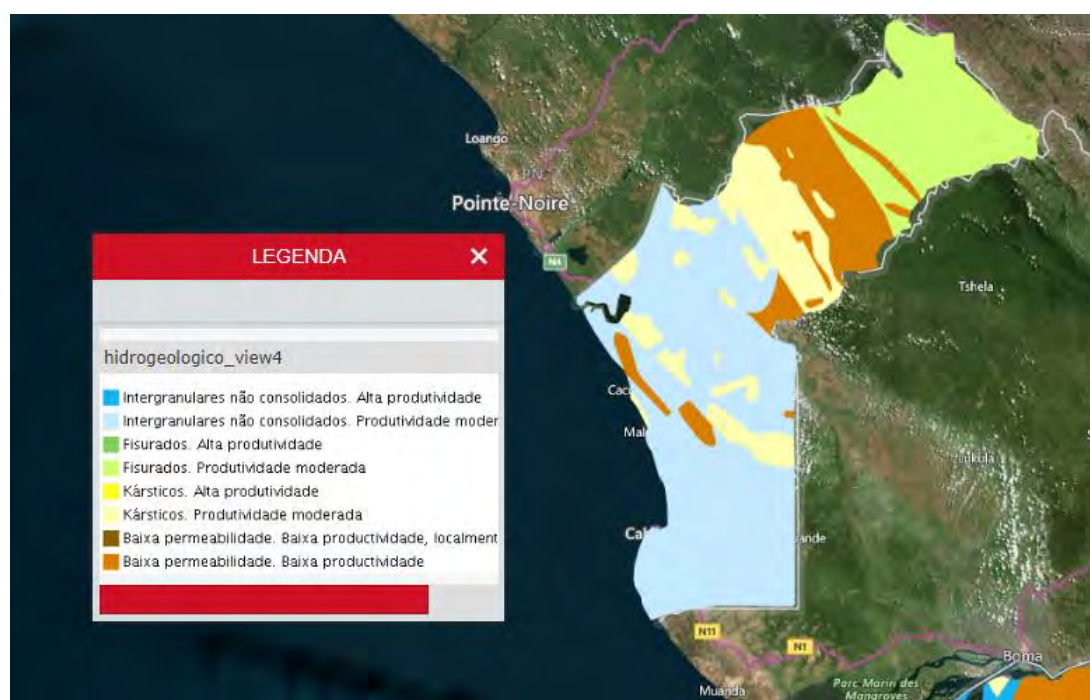 Loango
PN
Pointe-Noire
N4
LEGENDA
hidrogeologico_view4
Intergranulares não consolidados. Alta produtividade
Intergranulares não consolidados. Produtividade moder
Fisurados. Alta produtividade
Fisurados. Produtividade moderada
Kársticos. Alta produtividade
Kársticos. Produtividade moderada
Baixa permeabilidade. Baixa productividade, localment
Baixa permeabilidade. Baixa productividade
Tshela
Cac
Mal
Lukula
Cal
ande
N11
N1
Boma
Parc Marin des
Mangroves
Muanda